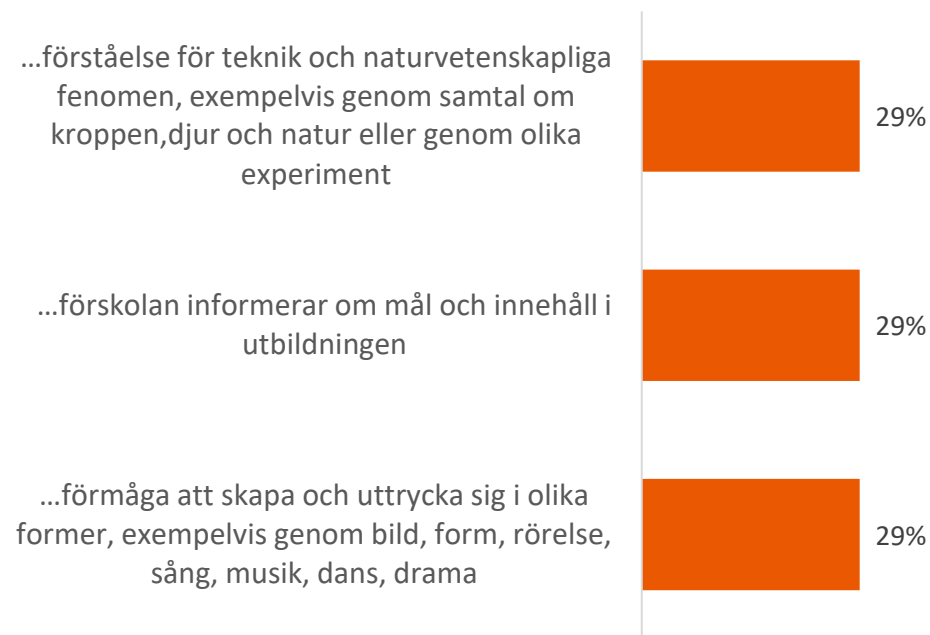 ...förståelse för teknik och naturvetenskapliga
fenomen, exempelvis genom samtal om
kroppen,djur och natur eller genom olika
experiment
29%
...förskolan informerar om mål och innehåll i
utbildningen
29%
...förmåga att skapa och uttrycka sig i olika
former, exempelvis genom bild, form, rörelse,
sång, musik, dans, drama
29%